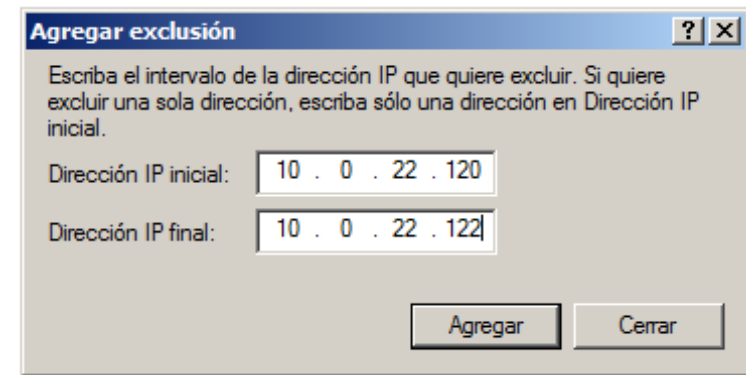 Agregar exclusión
Escriba el intervalo de la dirección IP que quiere excluir. Si quiere
excluir una sola dirección, escriba sólo una dirección en Dirección IP
inicial.
Dirección IP inicial: 10 . 0 . 22 . 120
Dirección IP final: 10 . 0 . 22 . 122
Agregar Cerrar